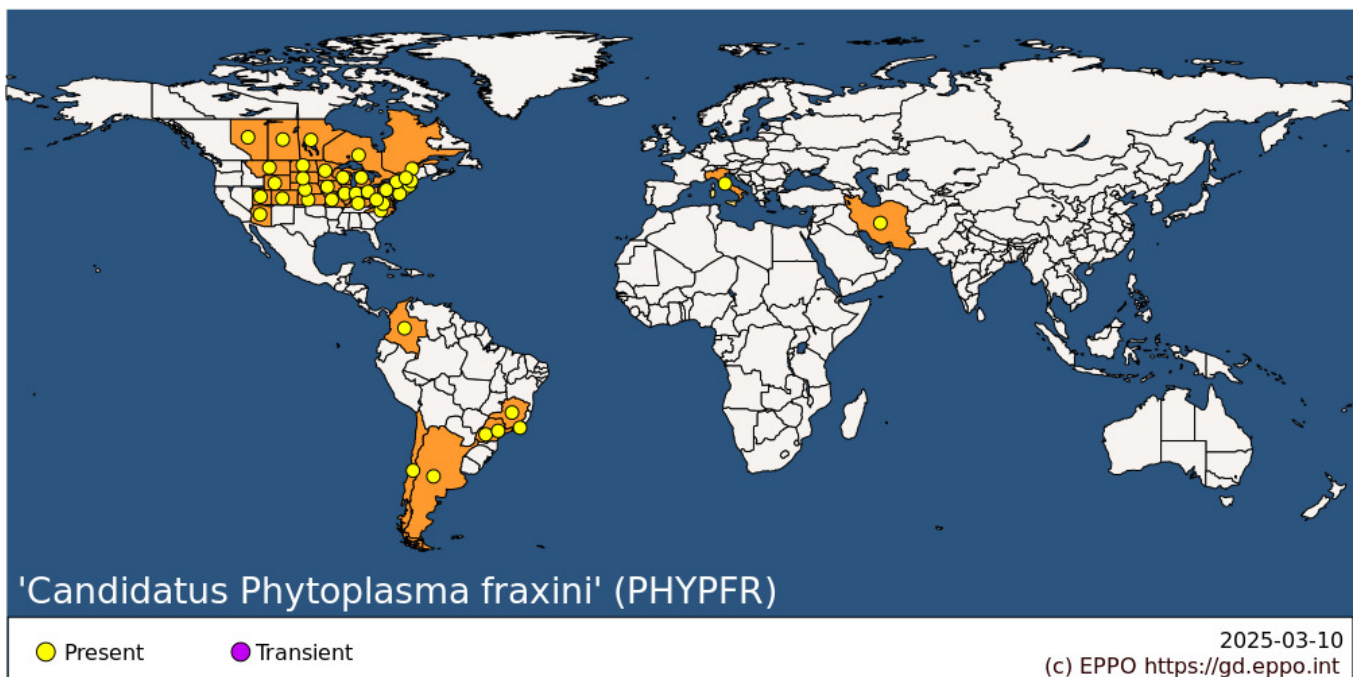 'Candidatus Phytoplasma fraxini' (PHYPFR)
Present
Transient
2025-03-10
(c) EPPO https://gd.eppo.int